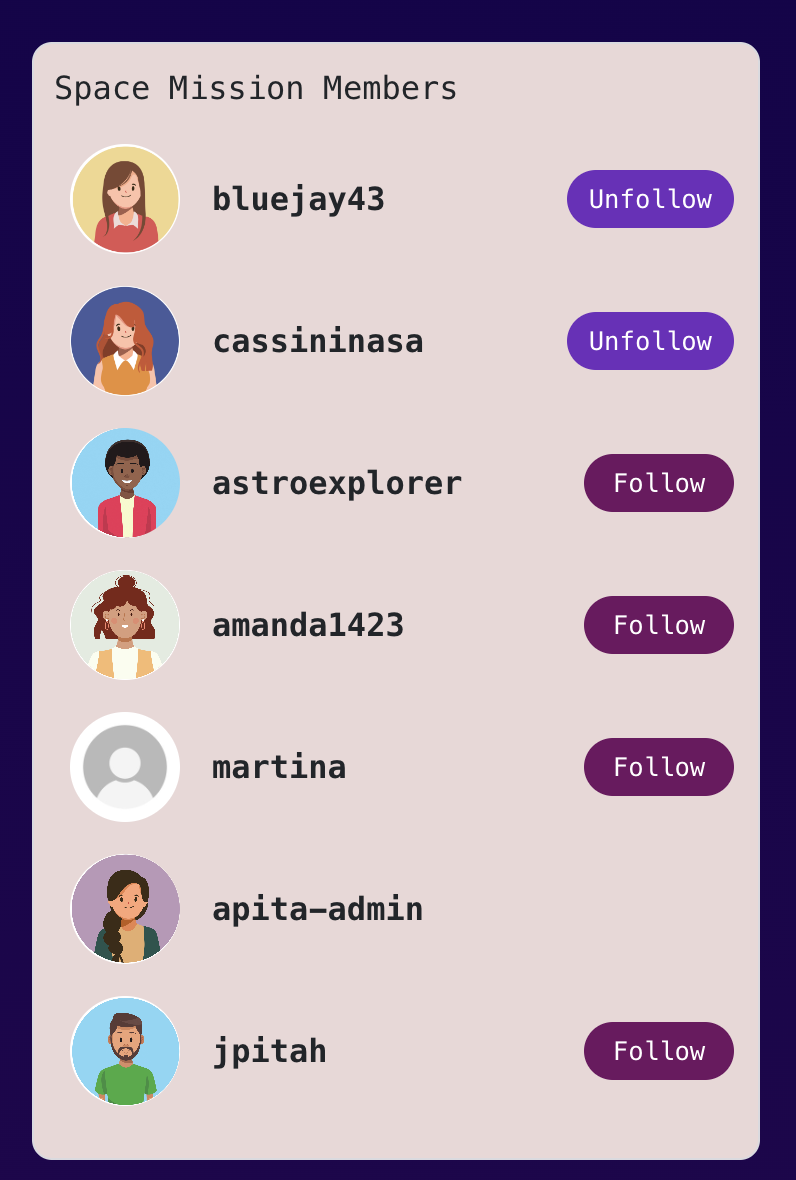 Space Mission Members
bluejay43 Unfollow
cassininasa Unfollow
astroexplorer Follow
amanda1423 Follow
martina Follow
apita-admin
jpitah Follow